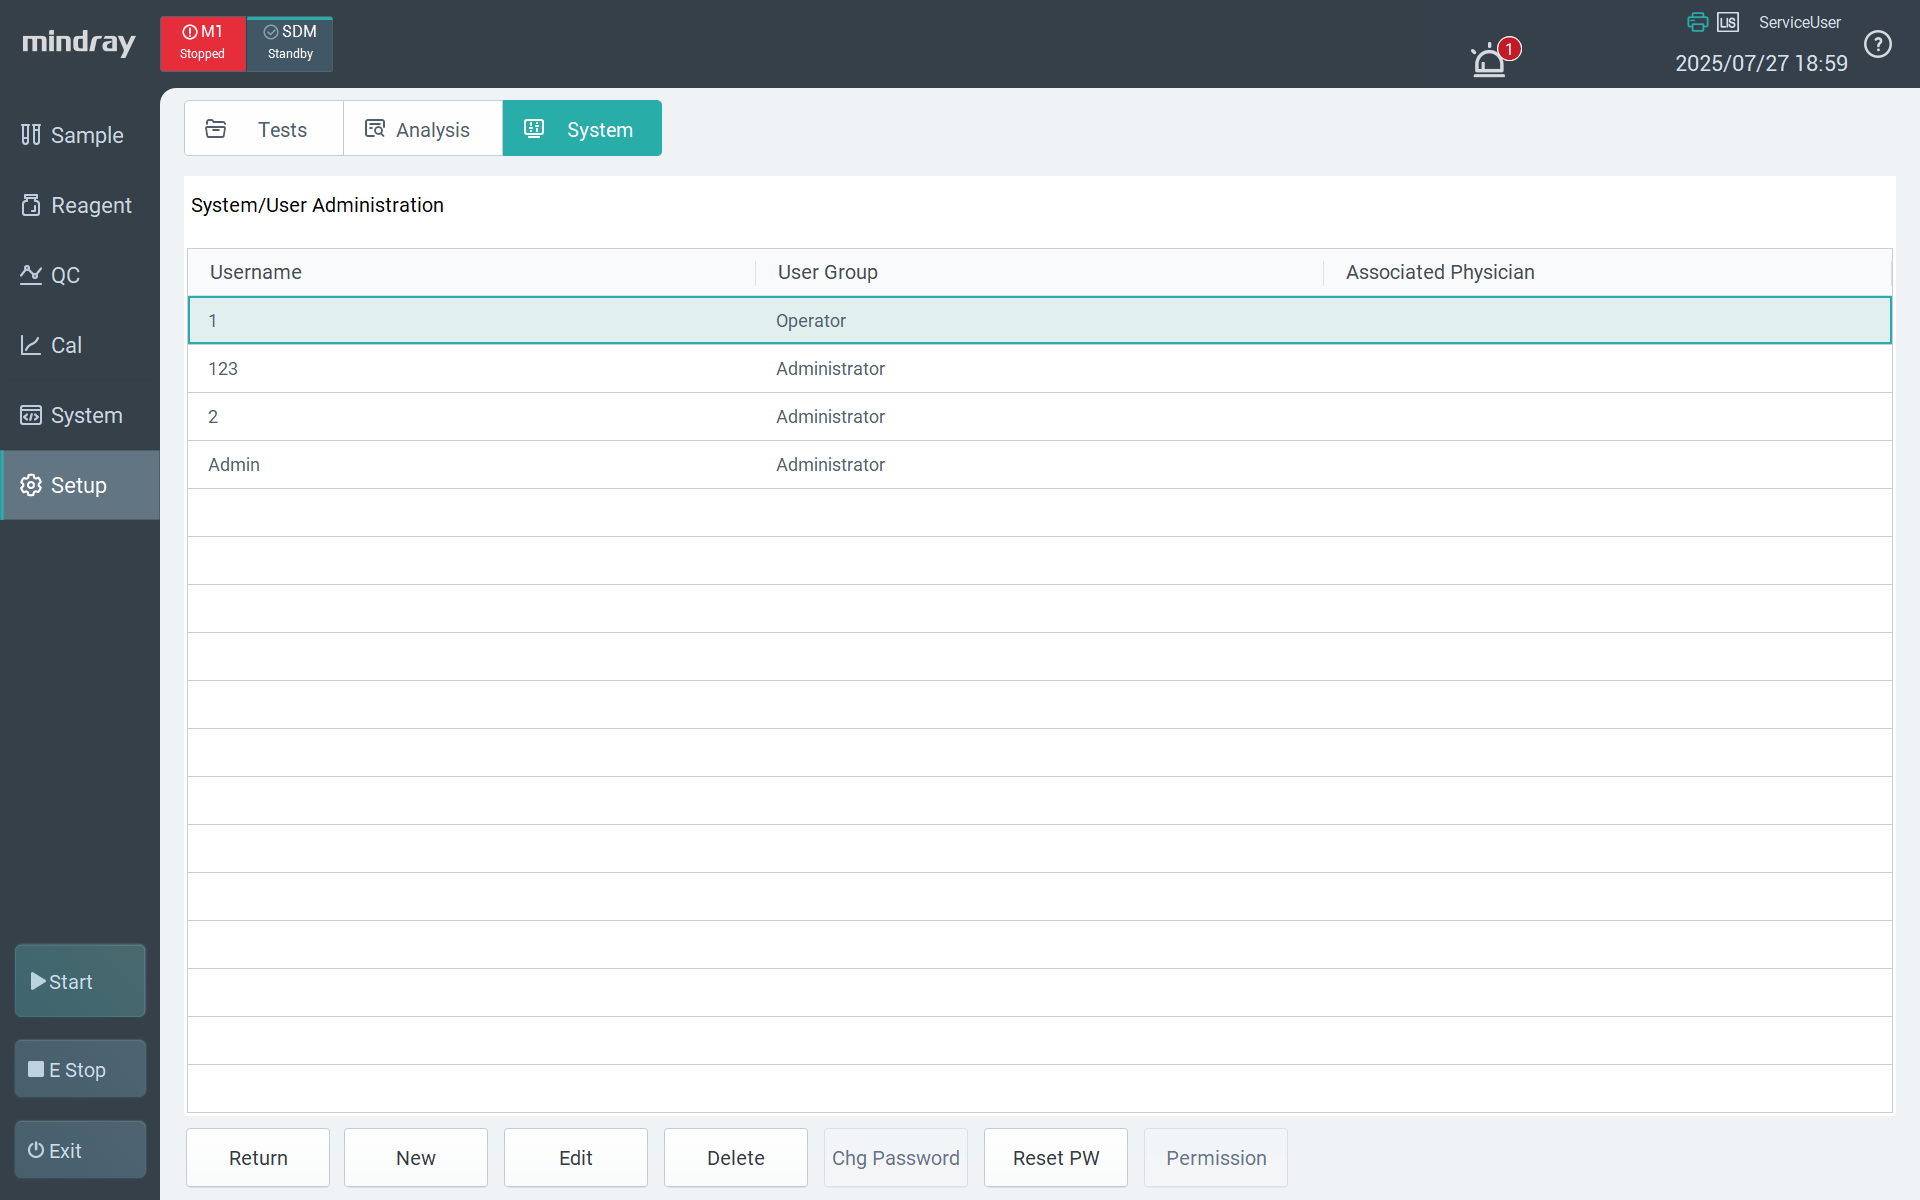 mindray
M1
Stopped
SDM
Standby
1
LIS
ServiceUser
2025/07/27 18:59
?
Sample
Reagent
QC
Cal
System
Setup
Start
E Stop
Exit
Tests
Analysis
System
System/User Administration
Username User Group Associated Physician
1 Operator
123 Administrator
2 Administrator
Admin Administrator
Return New Edit Delete Chg Password Reset PW Permission